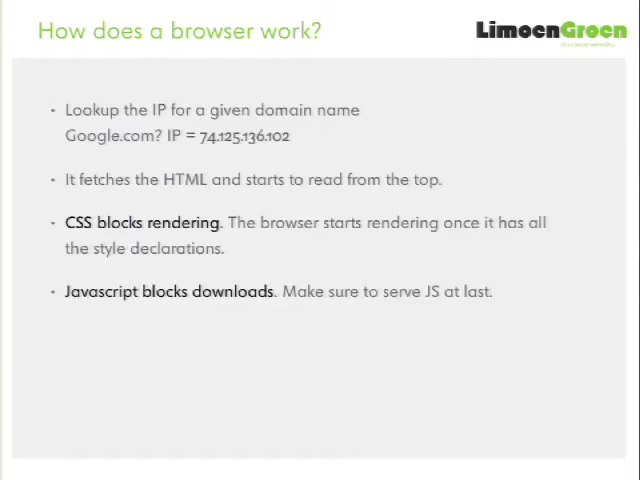 How does a browser work?
LimoenGroen
• Lookup the IP for a given domain name
Google.com? IP = 74.125.136.102
• It fetches the HTML and starts to read from the top.
• CSS blocks rendering. The browser starts rendering once it has all
the style declarations.
• Javascript blocks downloads. Make sure to serve JS at last.